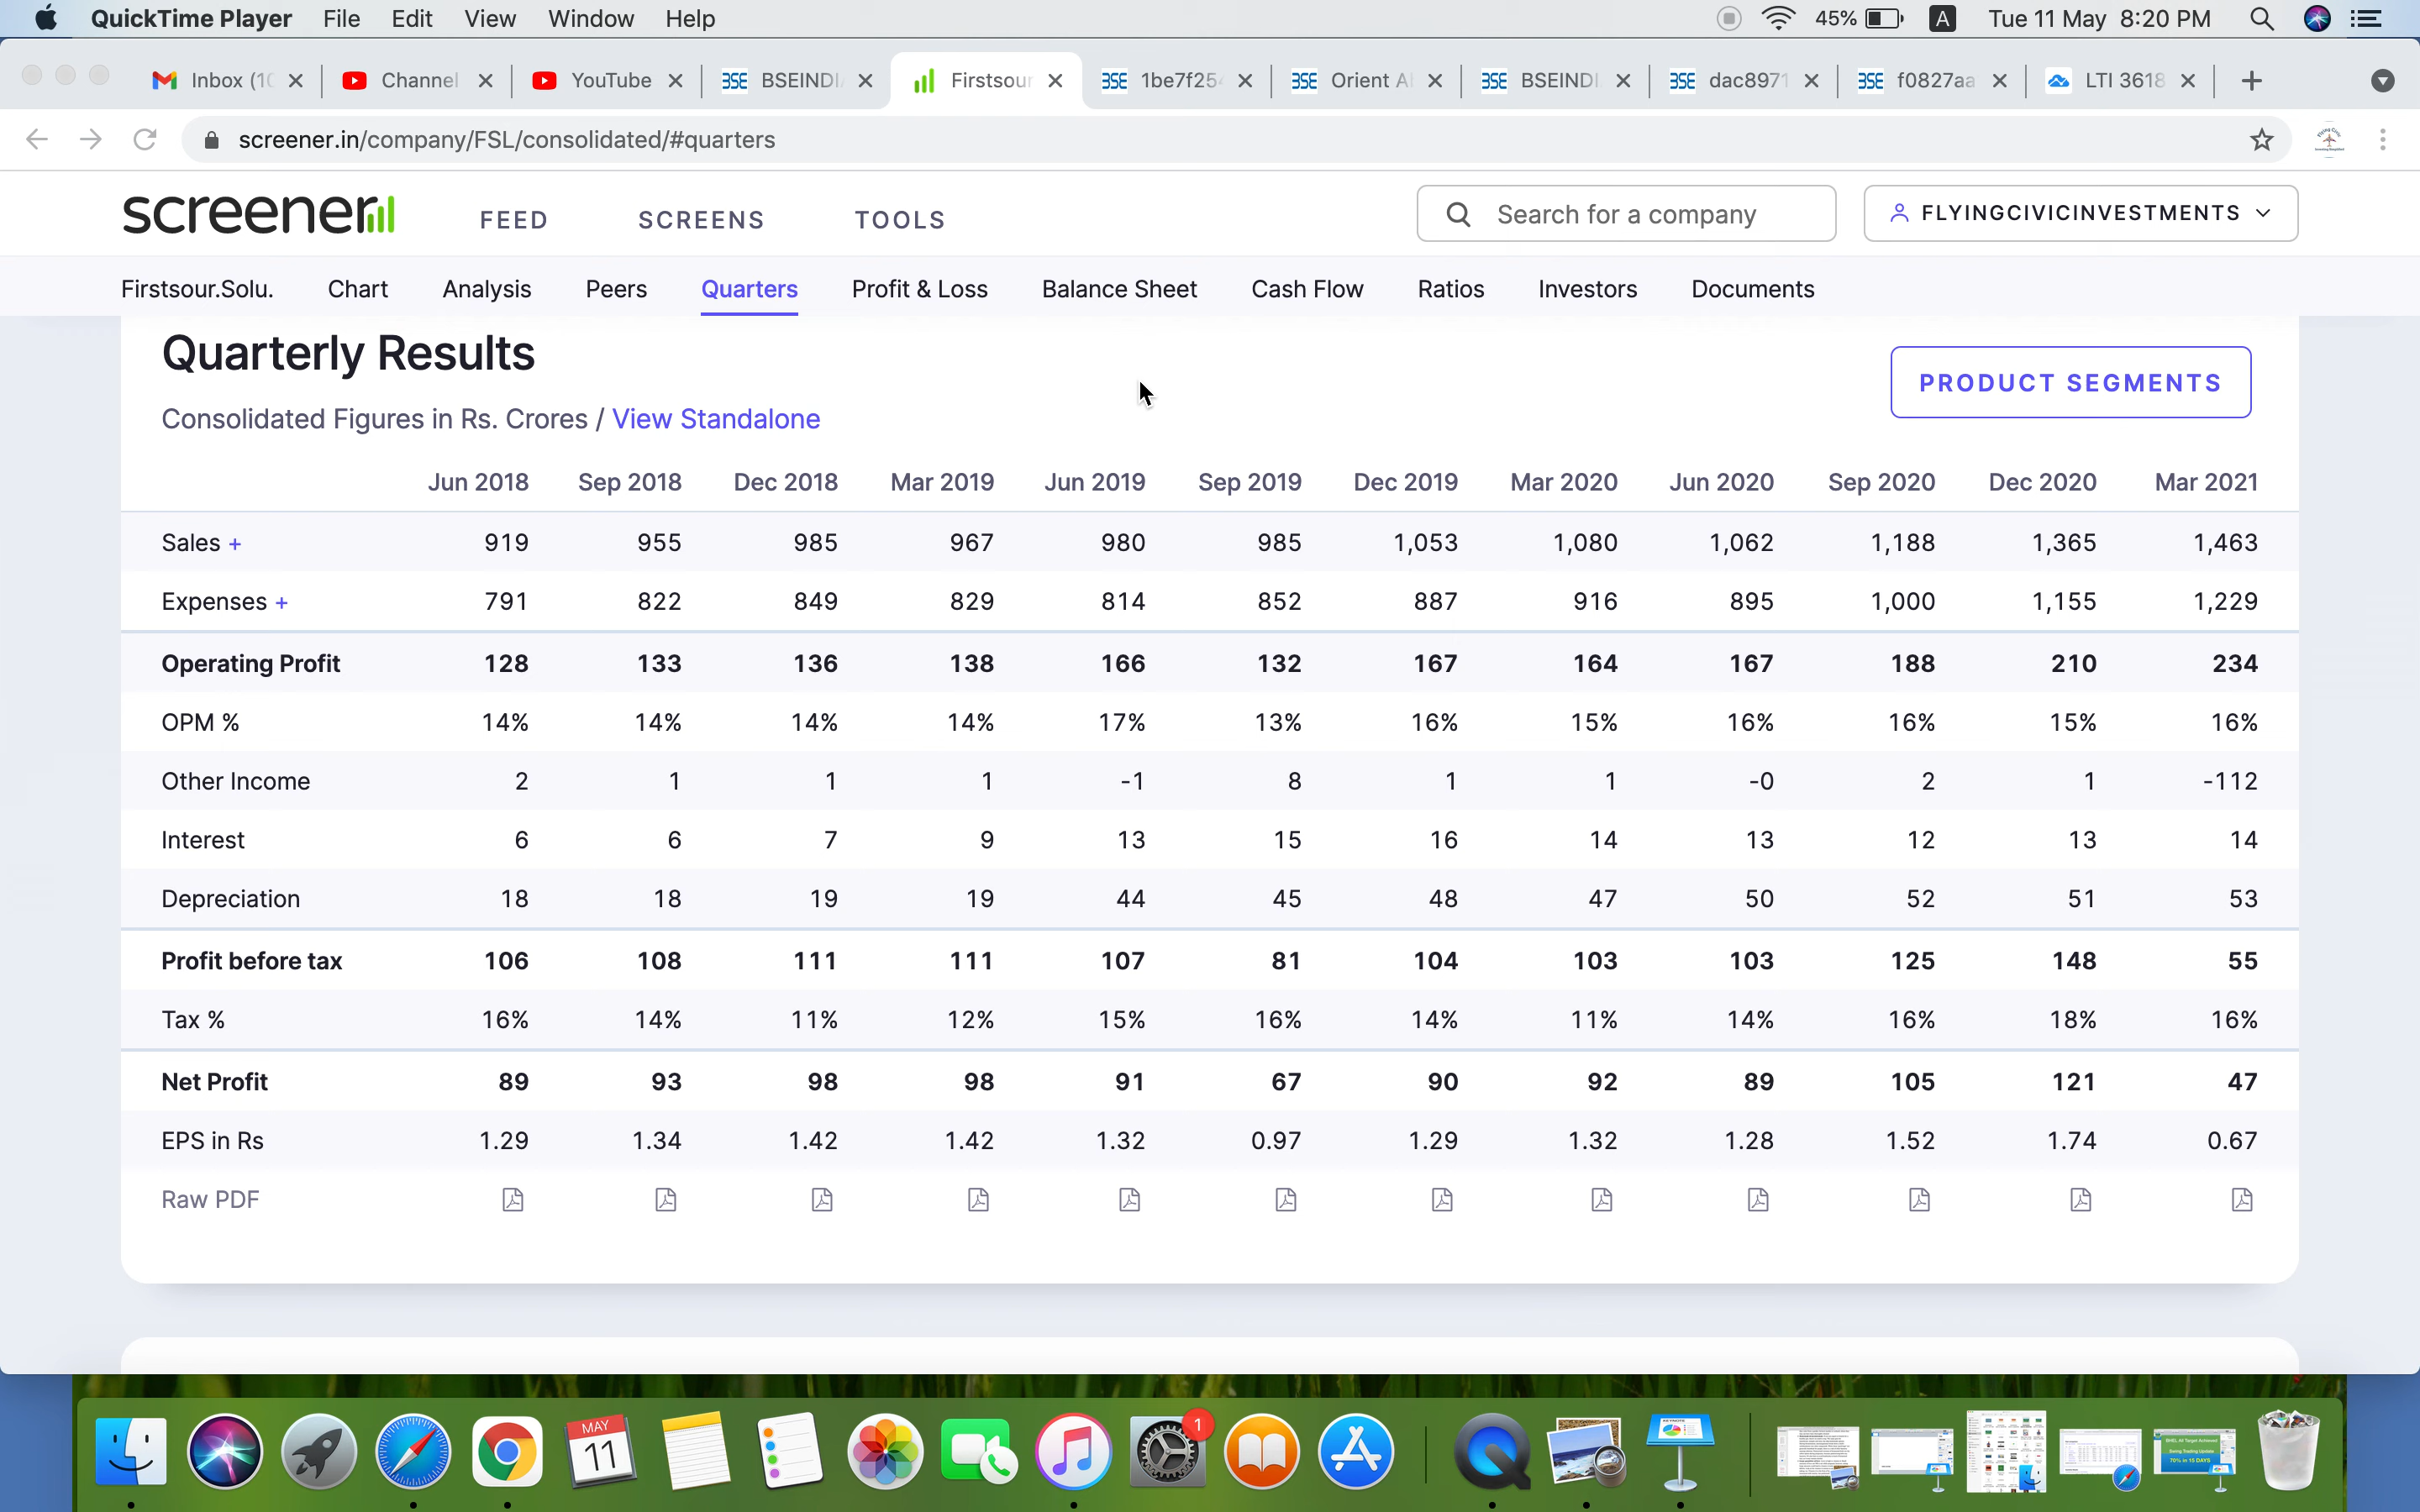 QuickTime Player File Edit View Window Help 45% A Tue 11 May 8:20 PM
Inbox (10 Channel YouTube BSE BSEINDI Firstsour BSE 1be7f254 BSE Orient Al BSE BSEINDI BSE dac8971 BSE f0827aa LTI 3618
screener.in/company/FSL/consolidated/#quarters
screener FEED SCREENS TOOLS Search for a company FLYINGCIVICINVESTMENTS
Firstsour.Solu. Chart Analysis Peers Quarters Profit & Loss Balance Sheet Cash Flow Ratios Investors Documents
Quarterly Results
PRODUCT SEGMENTS
Consolidated Figures in Rs. Crores / View Standalone
Jun 2018 Sep 2018 Dec 2018 Mar 2019 Jun 2019 Sep 2019 Dec 2019 Mar 2020 Jun 2020 Sep 2020 Dec 2020 Mar 2021
Sales + 919 955 985 967 980 985 1,053 1,080 1,062 1,188 1,365 1,463
Expenses + 791 822 849 829 814 852 887 916 895 1,000 1,155 1,229
Operating Profit 128 133 136 138 166 132 167 164 167 188 210 234
OPM % 14% 14% 14% 14% 17% 13% 16% 15% 16% 16% 15% 16%
Other Income 2 1 1 1 -1 8 1 1 -0 2 1 -112
Interest 6 6 7 9 13 15 16 14 13 12 13 14
Depreciation 18 18 19 19 44 45 48 47 50 52 51 53
Profit before tax 106 108 111 111 107 81 104 103 103 125 148 55
Tax % 16% 14% 11% 12% 15% 16% 14% 11% 14% 16% 18% 16%
Net Profit 89 93 98 98 91 67 90 92 89 105 121 47
EPS in Rs 1.29 1.34 1.42 1.42 1.32 0.97 1.29 1.32 1.28 1.52 1.74 0.67
Raw PDF
MAY
11
1